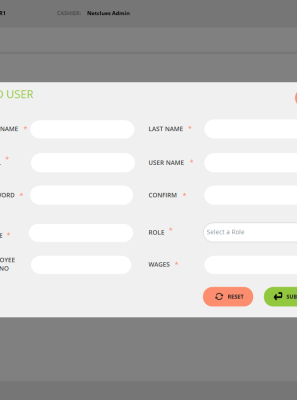 81 CASHIER: Netclues Admin
D USER
NAME * LAST NAME *
* USER NAME *
WORD * CONFIRM *
E * ROLE * Select a Role
OYEE
NO WAGES *
RESET SUB